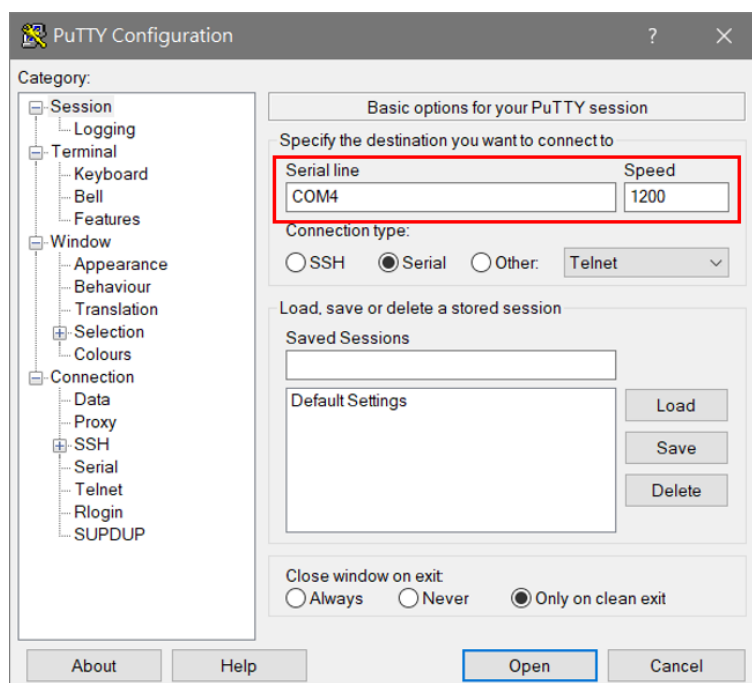 PuTTY Configuration
?
Category:
Session
Logging
Terminal
Keyboard
Bell
Features
Window
Appearance
Behaviour
Translation
Selection
Colours
Connection
Data
Proxy
SSH
Serial
Telnet
Rlogin
SUPDUP
Basic options for your PuTTY session
Specify the destination you want to connect to
Serial line Speed
COM4 1200
Connection type:
SSH Serial Other: Telnet
Load, save or delete a stored session
Saved Sessions
Default Settings
Load
Save
Delete
Close window on exit:
Always Never Only on clean exit
About Help Open Cancel